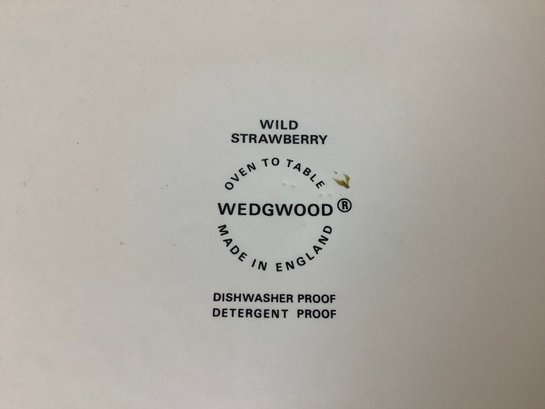 WILD
STRAWBERRY
OVEN TO TABLE
WEDGWOOD®
MADE IN ENGLAND
DISHWASHER PROOF
DETERGENT PROOF